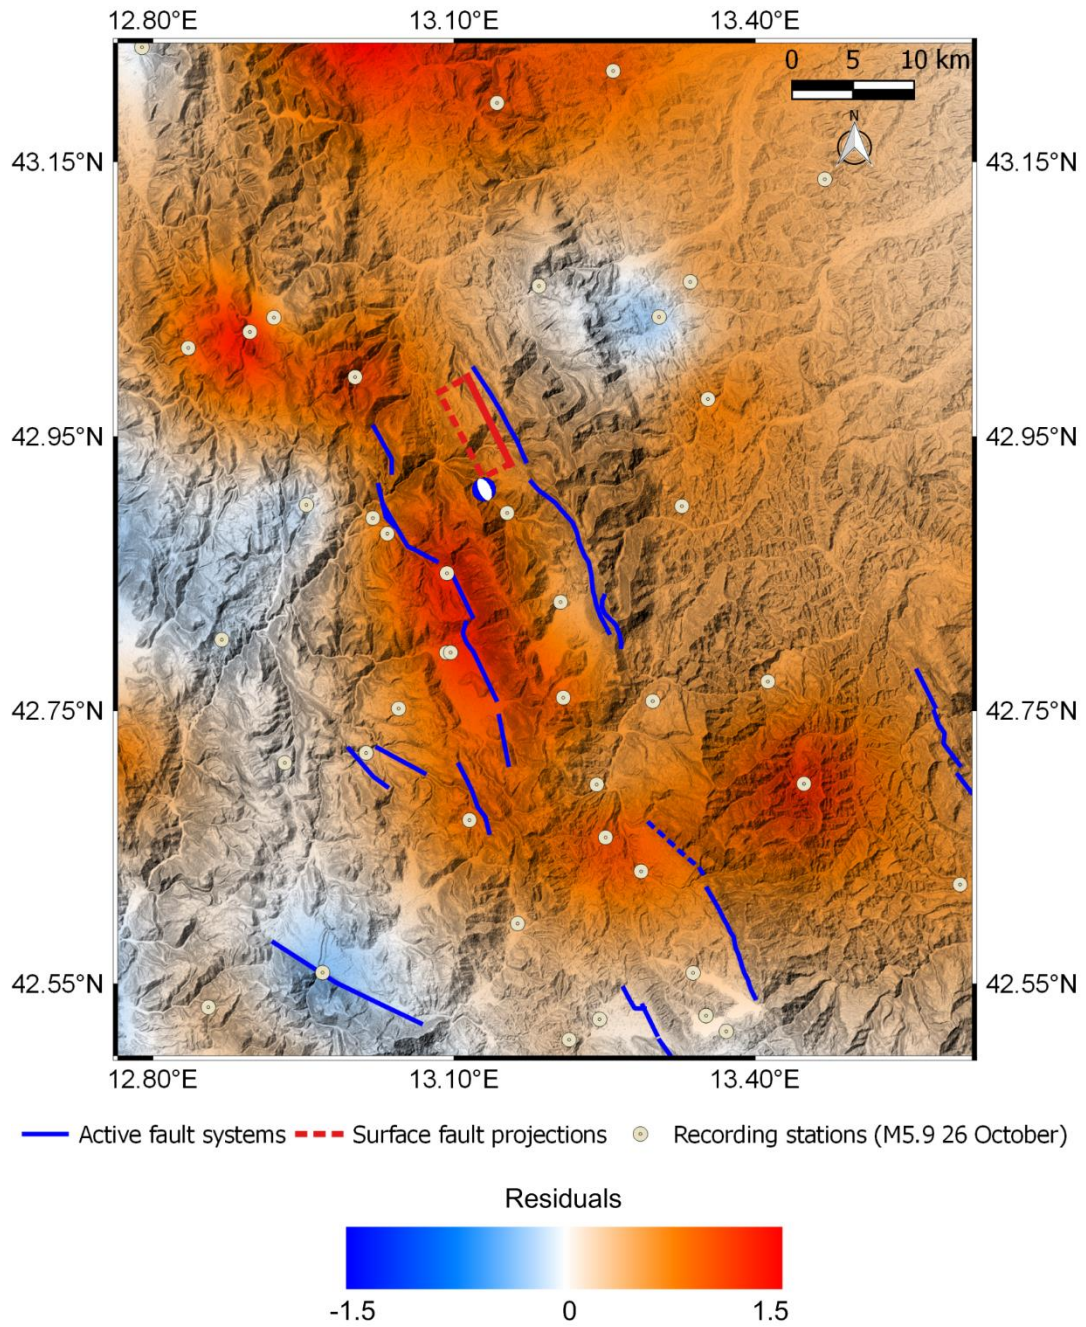 12.80°E 13.10°E 13.40°E
0 5 10 km
N
43.15°N 43.15°N
42.95°N 42.95°N
42.75°N 42.75°N
42.55°N 42.55°N
12.80°E 13.10°E 13.40°E
Active fault systems Surface fault projections Recording stations (M5.9 26 October)
Residuals
-1.5 0 1.5